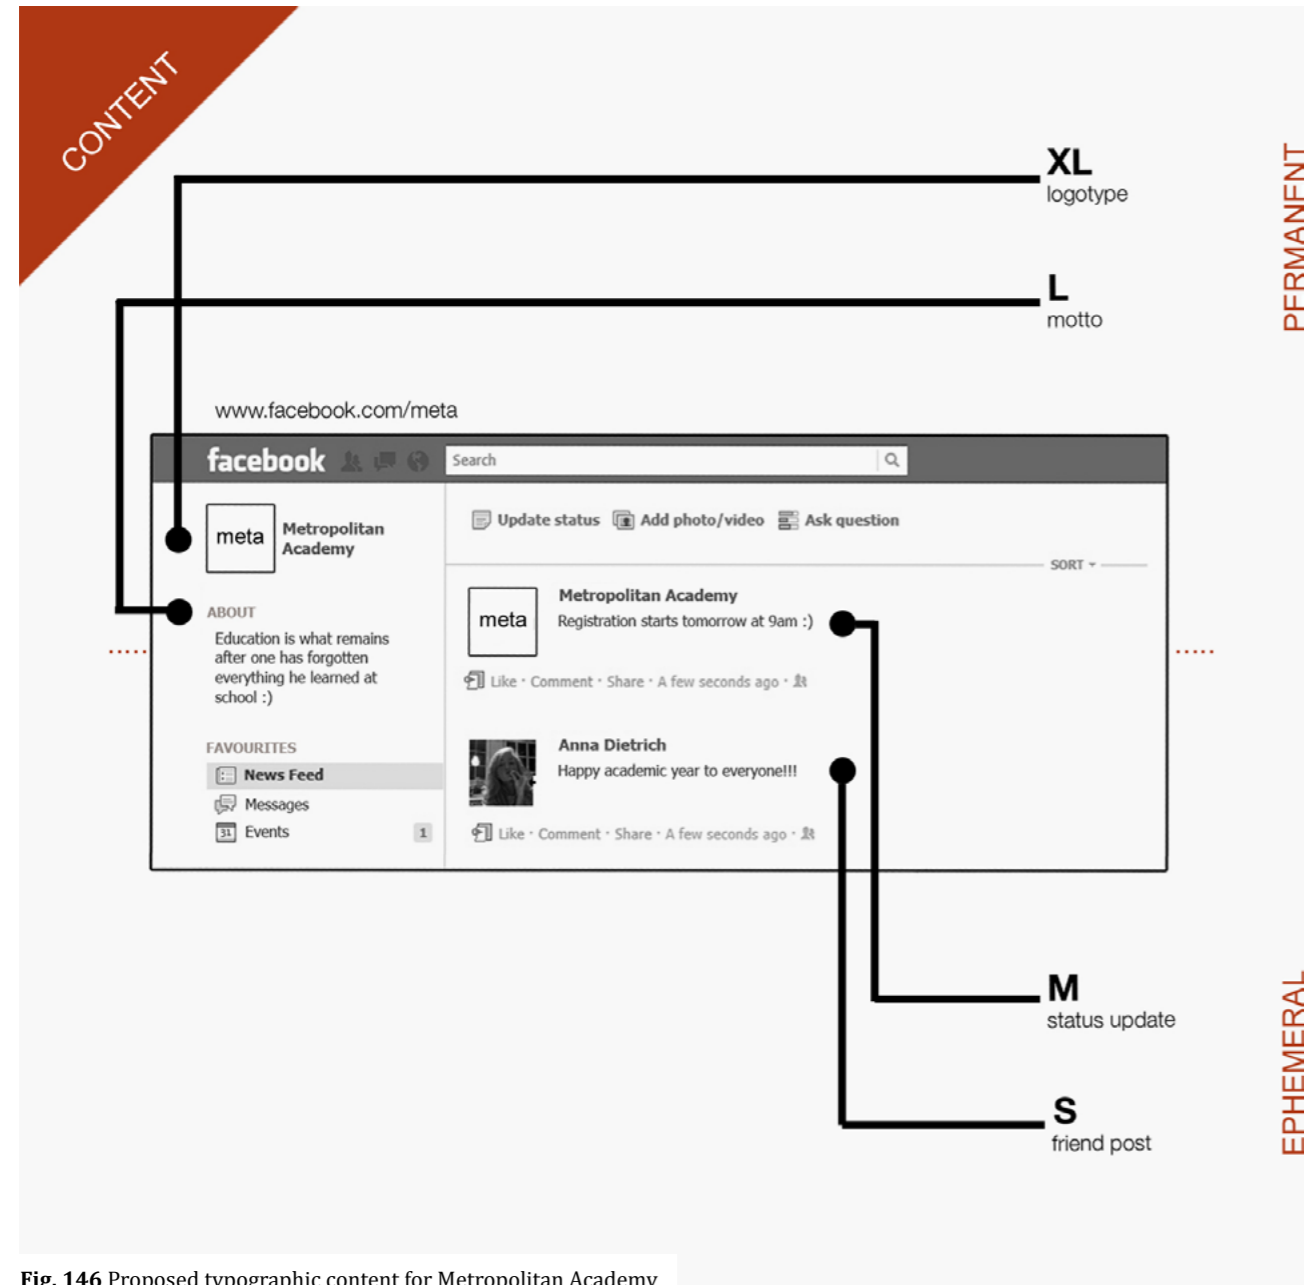 CONTENT
XL
logotype
PERMANENT
L
motto
www.facebook.com/meta
facebook
Search
meta
Metropolitan
Academy
Update status
Add photo/video
Ask question
SORT
ABOUT
Education is what remains
after one has forgotten
everything he learned at
school :)
meta
Metropolitan Academy
Registration starts tomorrow at 9am :)
Like · Comment · Share · A few seconds ago ·
FAVOURITES
News Feed
Messages
31 Events 1
Anna Dietrich
Happy academic year to everyone!!!
Like · Comment · Share · A few seconds ago ·
M
status update
EPHEMERAL
S
friend post
Fig. 146 Proposed typographic content for Metropolitan Academy